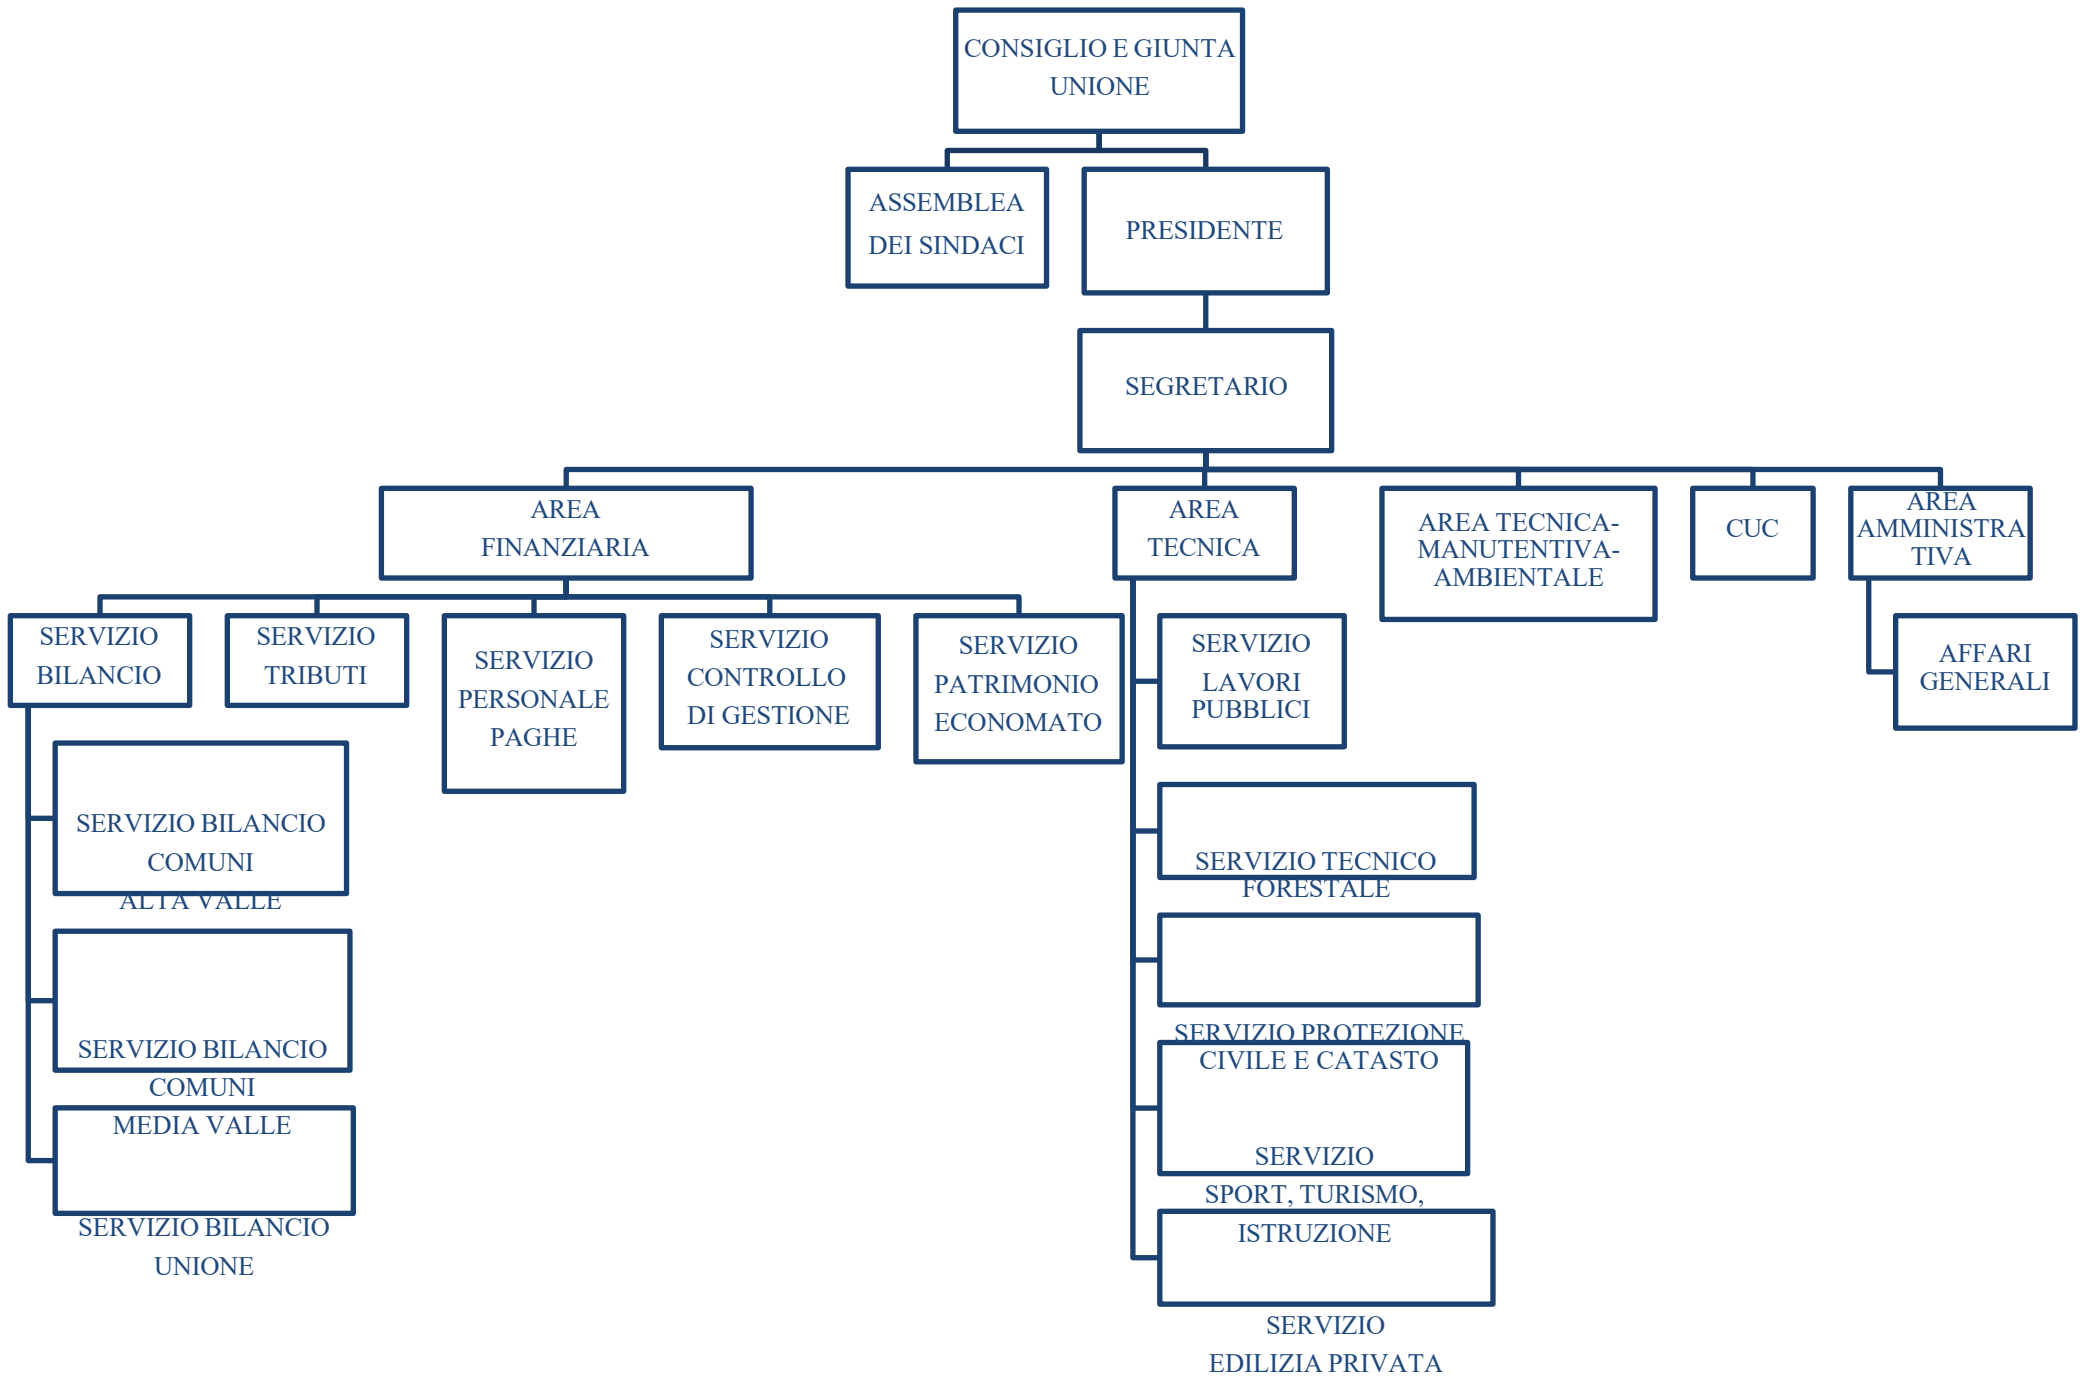 CONSIGLIO E GIUNTA
UNIONE
ASSEMBLEA
DEI SINDACI
PRESIDENTE
SEGRETARIO
AREA
FINANZIARIA
AREA
TECNICA
AREA TECNICA-
MANUTENTIVA-
AMBIENTALE
CUC
AREA
AMMINISTRA
TIVA
SERVIZIO
BILANCIO
SERVIZIO
TRIBUTI
SERVIZIO
PERSONALE
PAGHE
SERVIZIO
CONTROLLO
DI GESTIONE
SERVIZIO
PATRIMONIO
ECONOMATO
SERVIZIO
LAVORI
PUBBLICI
AFFARI
GENERALI
SERVIZIO BILANCIO
COMUNI
ALTA VALLE
SERVIZIO BILANCIO
COMUNI
MEDIA VALLE
SERVIZIO BILANCIO
UNIONE
SERVIZIO TECNICO
FORESTALE
SERVIZIO PROTEZIONE
CIVILE E CATASTO
SERVIZIO
SPORT, TURISMO,
ISTRUZIONE
SERVIZIO
EDILIZIA PRIVATA